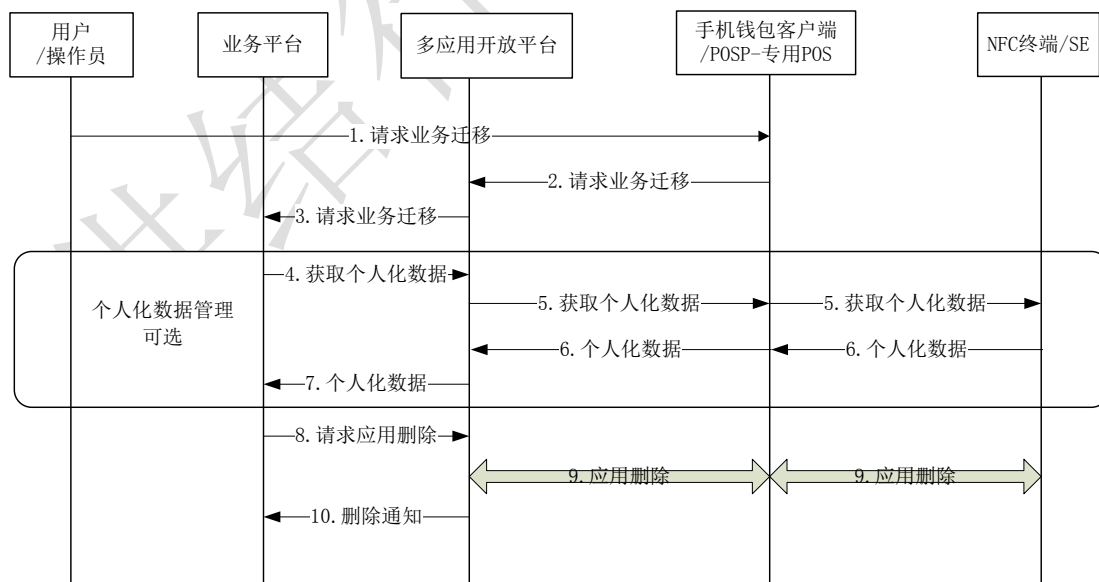 用户
/操作员
业务平台
多应用开放平台
手机钱包客户端
/POSP-专用POS
NFC终端/SE
1.请求业务迁移
2.请求业务迁移
3.请求业务迁移
4.获取个人化数据
个人化数据管理
可选
5.获取个人化数据
5.获取个人化数据
6.个人化数据
6.个人化数据
7.个人化数据
8.请求应用删除
9.应用删除
9.应用删除
10.删除通知